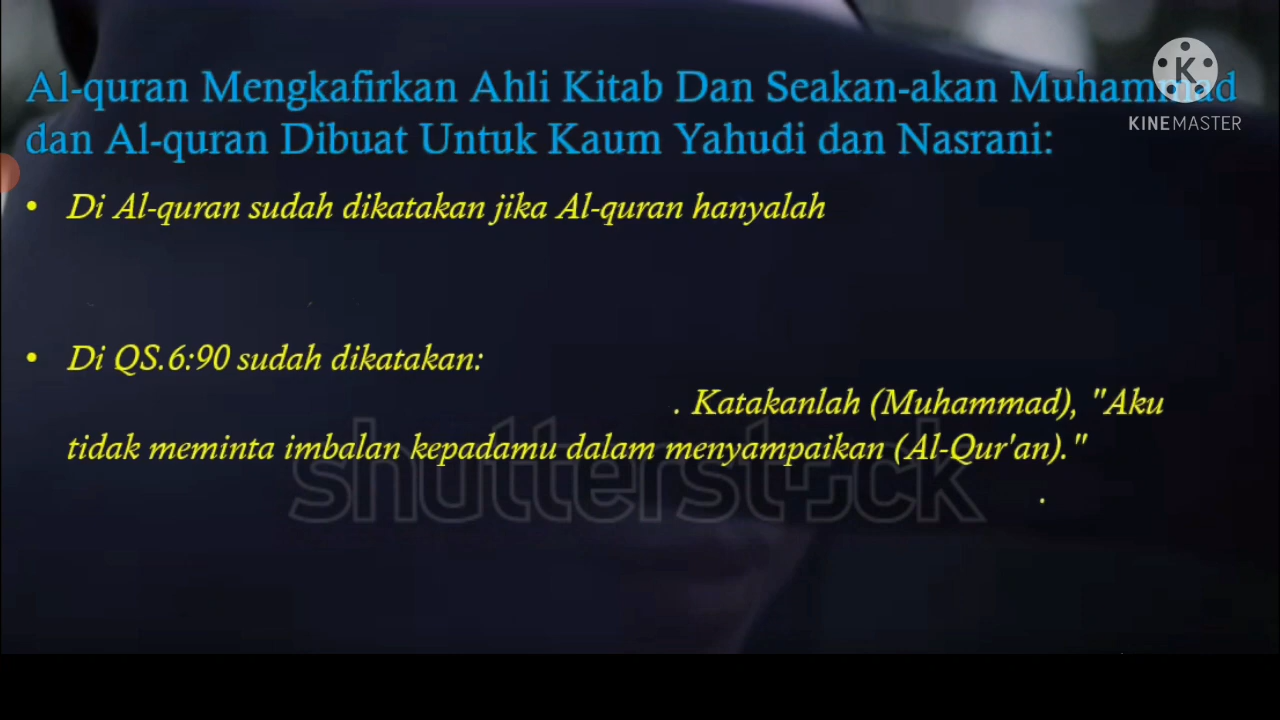 Al-quran Mengkafirkan Ahli Kitab Dan Seakan-akan Muhammad
dan Al-quran Dibuat Untuk Kaum Yahudi dan Nasrani:
K
KINEMASTER
• Di Al-quran sudah dikatakan jika Al-quran hanyalah
• Di QS.6:90 sudah dikatakan:
. Katakanlah (Muhammad), "Aku
tidak meminta imbalan kepadamu dalam menyampaikan (Al-Qur'an)."
shutterstock
.